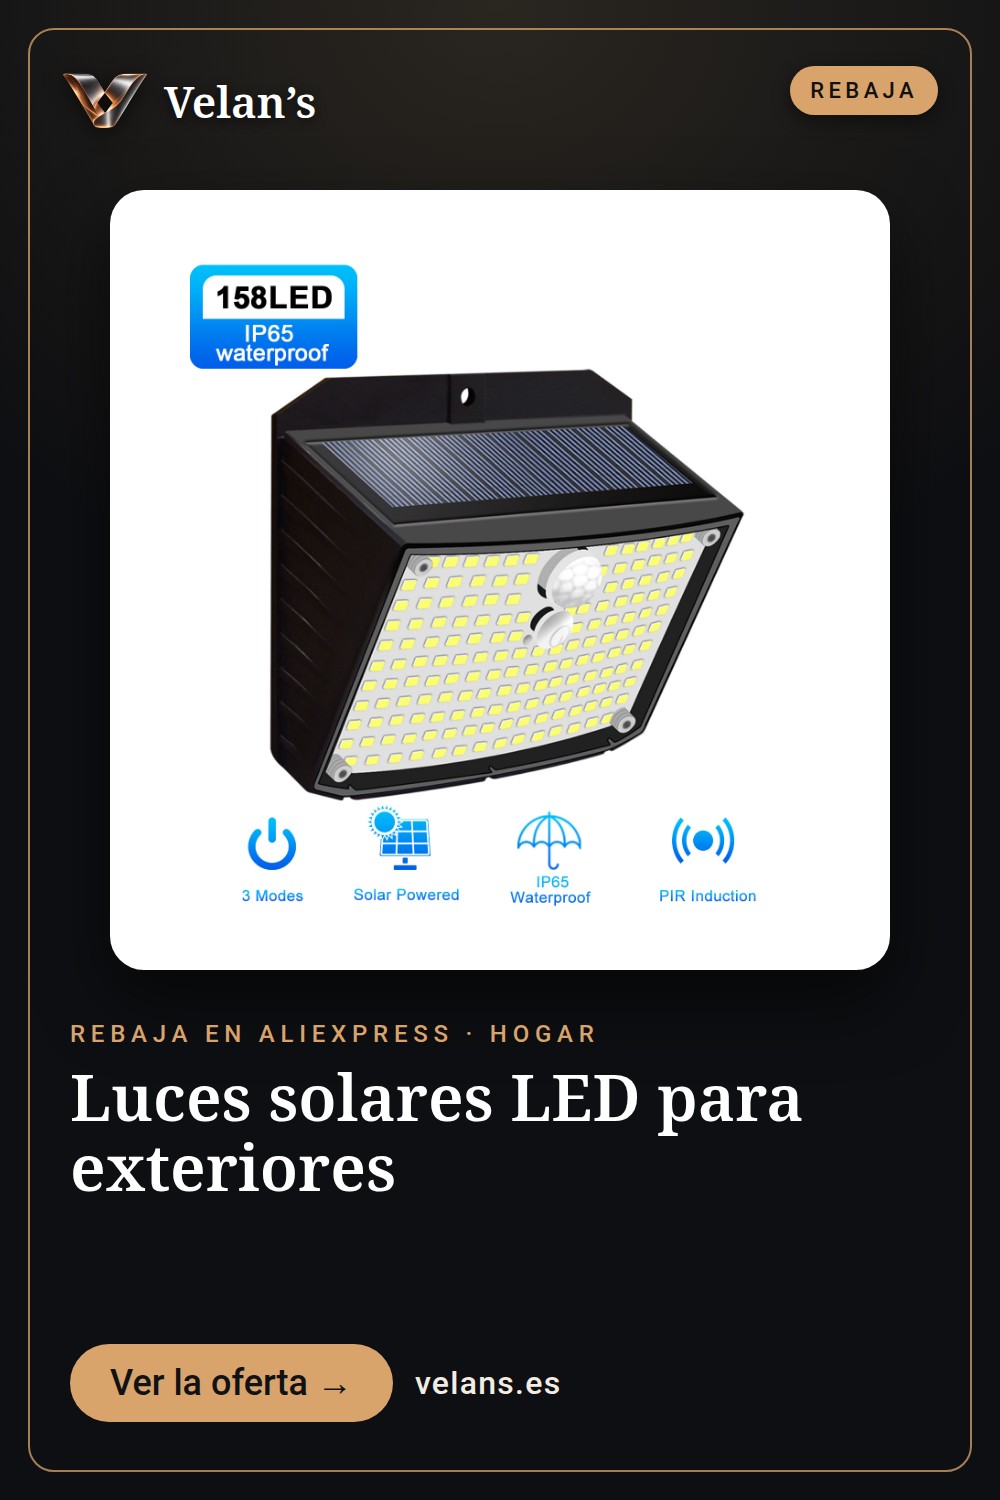 Velan’s
REBAJA
158LED
IP65
waterproof
3 Modes
Solar Powered
IP65
Waterproof
PIR Induction
REBAJA EN ALIEXPRESS · HOGAR
Luces solares LED para
exteriores
Ver la oferta →
velans.es